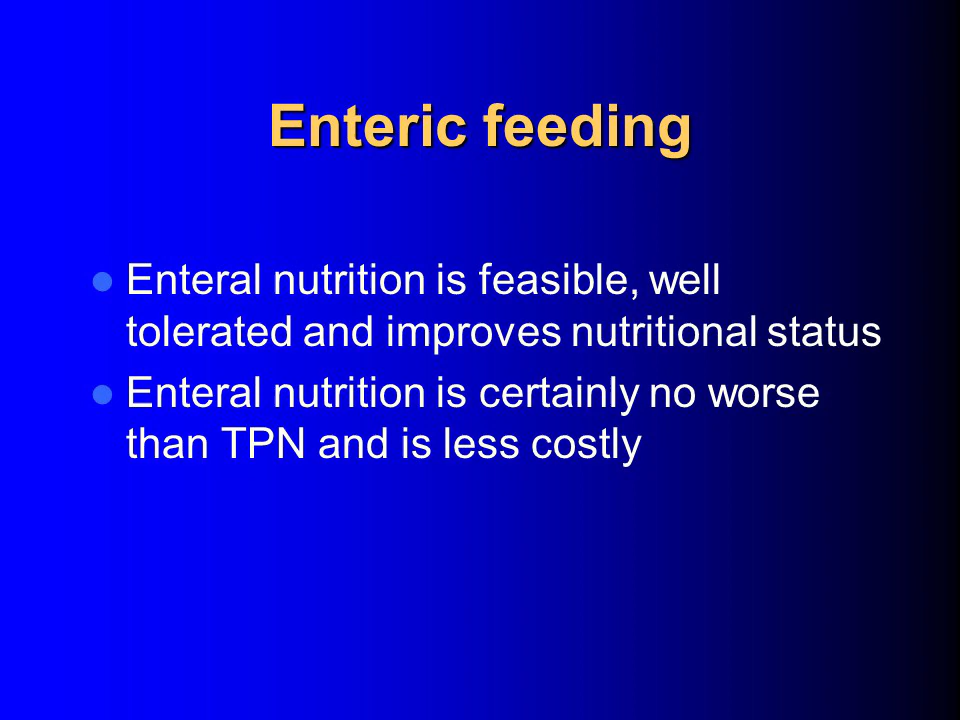 Enteric feeding
Enteral nutrition is feasible, well
tolerated and improves nutritional status
Enteral nutrition is certainly no worse
than TPN and is less costly